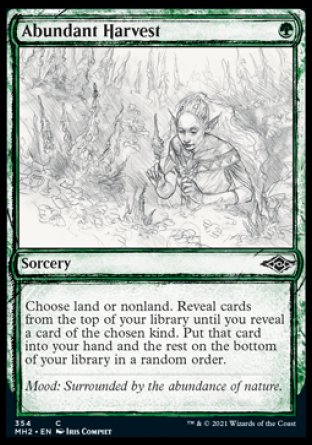 Abundant Harvest
Sorcery
Choose land or nonland. Reveal cards
from the top of your library until you reveal
a card of the chosen kind. Put that card
into your hand and the rest on the bottom
of your library in a random order.
Mood: Surrounded by the abundance of nature.
354 C
MH2 • EN Iris Compiet
™ & © 2021 Wizards of the Coast